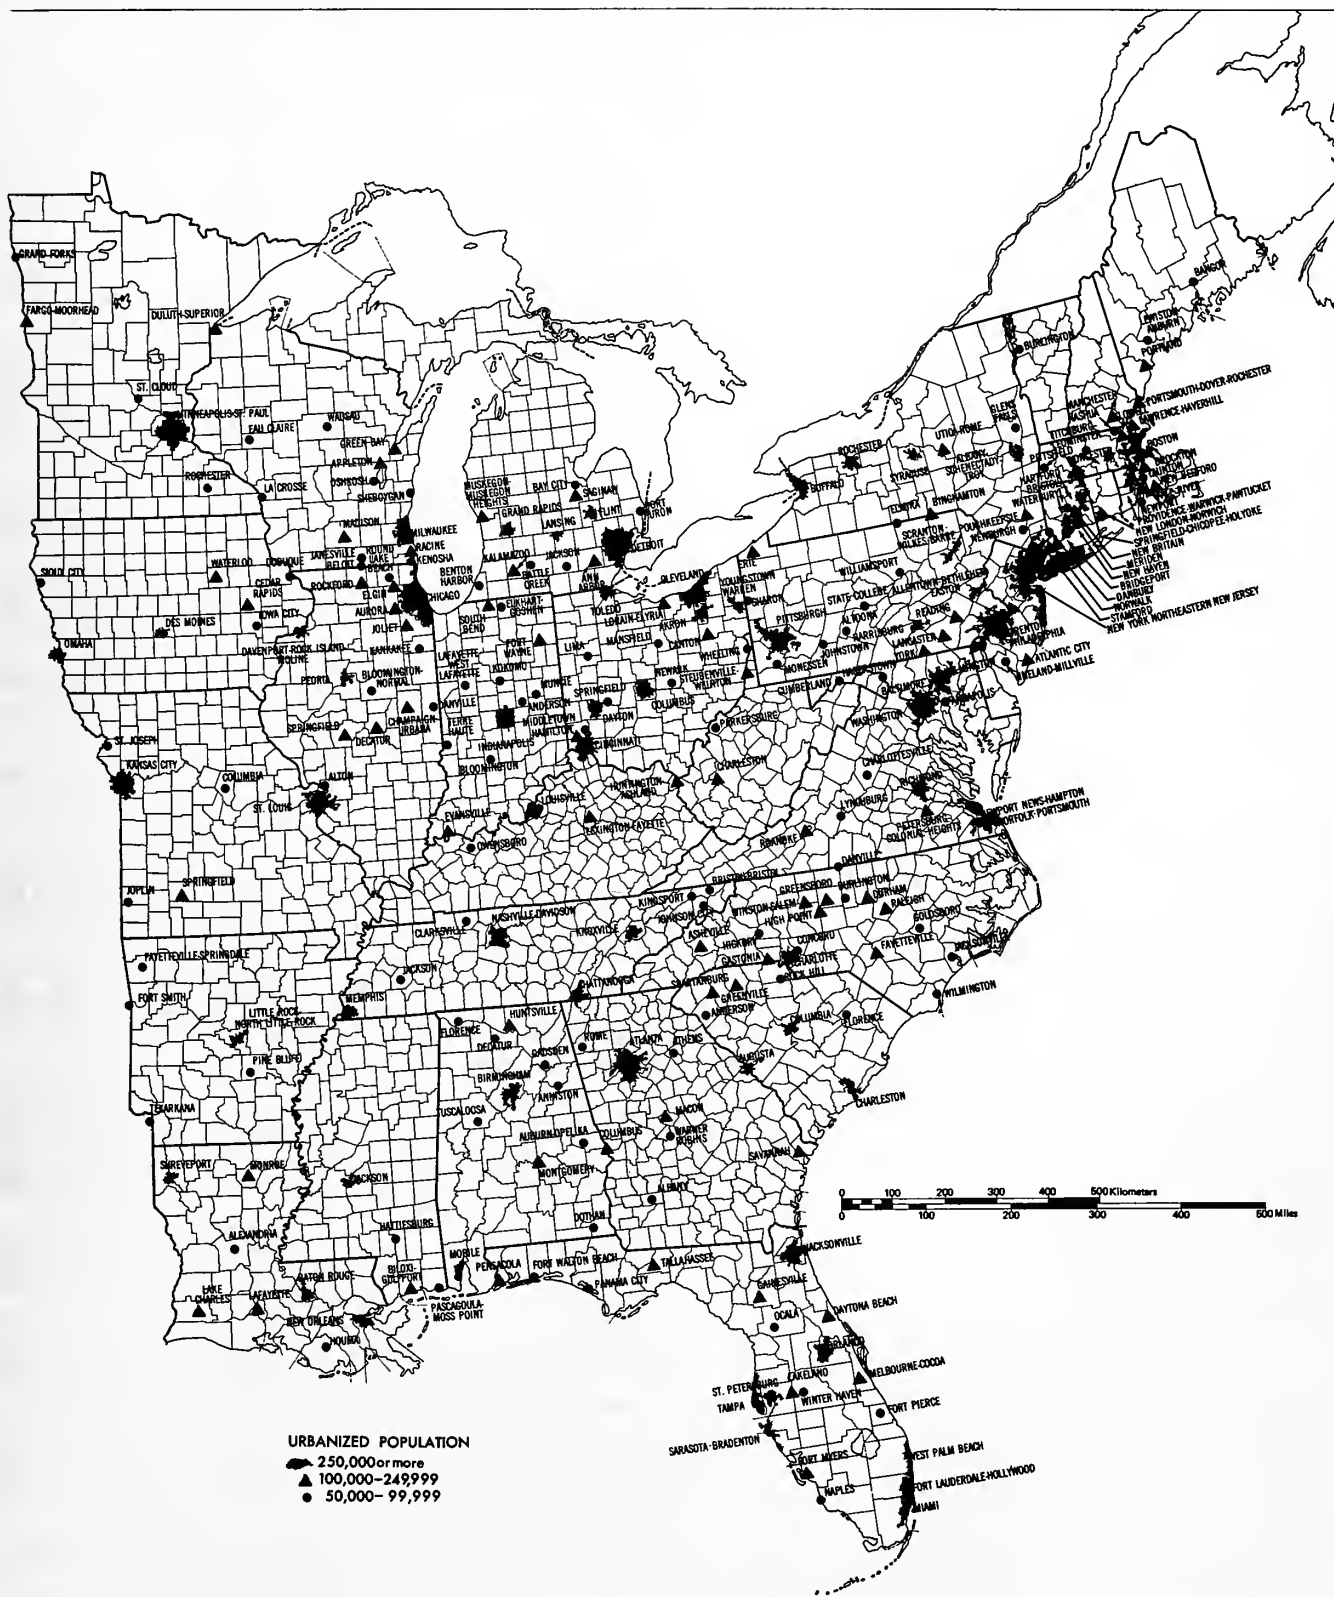 GRAND FORKS
FARGO-MOORHEAD
DULUTH-SUPERIOR
ST. CLOUD
MINNEAPOLIS-ST. PAUL
EAU CLAIRE
WAUSAU
GREEN BAY
APPLETON
OSHKOSH
SHEBOYGAN
ROCHESTER
LA CROSSE
MADISON
MILWAUKEE
RACINE
KENOSHA
JANESVILLE
BELOIT
ROUND
LAKE
BEACH
WATERLOO
DUBUQUE
ROCKFORD
ELGIN
CHICAGO
AURORA
JOLIET
SIOUX CITY
CEDAR
RAPIDS
IOWA CITY
DES MOINES
DAVENPORT-ROCK ISLAND
MOLINE
KANKAKEE
OMAHA
PEORIA
BLOOMINGTON-
NORMAL
SPRINGFIELD
DECATUR
CHAMPAIGN
URBANA
DANVILLE
ST. JOSEPH
KANSAS CITY
COLUMBIA
ALTON
ST. LOUIS
JOPLIN
SPRINGFIELD
MUSKEGON-
MUSKEGON
HEIGHTS
GRAND RAPIDS
BAY CITY
SAGINAW
FLINT
PORT
HURON
LANSING
DETROIT
KALAMAZOO
BATTLE
CREEK
JACKSON
ANN
ARBOR
BENTON
HARBOR
SOUTH
BEND
ELKHART-
GOSHEN
TOLEDO
CLEVELAND
LORAIN-ELYRIA
AKRON
CANTON
YOUNGSTOWN
WARREN
SHARON
ERIE
FORT
WAYNE
LIMA
MANSFIELD
LAFAYETTE-
WEST
LAFAYETTE
KOKOMO
MUNCIE
ANDERSON
SPRINGFIELD
NEWARK
COLUMBUS
STEUBENVILLE-
WEIRTON
WHEELING
MIDDLETOWN
HAMILTON
DAYTON
CINCINNATI
TERRE
HAUTE
INDIANAPOLIS
BLOOMINGTON
EVANSVILLE
OWENSBORO
LOUISVILLE
LEXINGTON-FAYETTE
HUNTINGTON
ASHLAND
CHARLESTON
PARKERSBURG
PITTSBURGH
MONESSEN
JOHNSTOWN
ALTOONA
STATE COLLEGE
WILLIAMSPORT
SCRANTON
WILKES/BARRE
ALLENTOWN-BETHLEHEM
EASTON
READING
HARRISBURG
LANCASTER
YORK
TRENTON
PHILADELPHIA
ATLANTIC CITY
VINELAND-MILLVILLE
CUMBERLAND
HAGERSTOWN
BALTIMORE
WILMINGTON
ANNAPOLIS
WASHINGTON
BUFFALO
ROCHESTER
SYRACUSE
UTICA-ROME
ALBANY
SCHENECTADY
TROY
GLENS
FALLS
ELMIRA
BINGHAMTON
POUGHKEEPSIE
NEWBURGH
BURLINGTON
BANGOR
LEWISTON
AUBURN
PORTLAND
PORTSMOUTH-DOVER-ROCHESTER
MANCHESTER
NASHUA
LOWELL
LAWRENCE-HAVERHILL
FITCHBURG
LEOMINSTER
BOSTON
WORCESTER
PITTSFIELD
BROCKTON
TAUNTON
NEW BEDFORD
FALL RIVER
NEWPORT
PROVIDENCE-WARWICK-PAWTUCKET
NEW LONDON-NORWICH
SPRINGFIELD-CHICOPEE-HOLYOKE
HARTFORD
BRISTOL
WATERBURY
NEW BRITAIN
MERIDEN
NEW HAVEN
BRIDGEPORT
DANBURY
NORWALK
STAMFORD
NEW YORK NORTHEASTERN NEW JERSEY
CHARLOTTESVILLE
RICHMOND
LYNCHBURG
PETERSBURG
COLONIAL HEIGHTS
NEWPORT NEWS-HAMPTON
NORFOLK-PORTSMOUTH
ROANOKE
DANVILLE
BRISTOL-BRISTOL
KINGSPORT
JOHNSON CITY
NASHVILLE-DAVIDSON
CLARKSVILLE
KNOXVILLE
CHATTANOOGA
JACKSON
MEMPHIS
GREENSBORO
BURLINGTON
DURHAM
WINSTON-SALEM
HIGH POINT
RALEIGH
GOLDSBORO
ASHEVILLE
HICKORY
CONCORD
GASTONIA
CHARLOTTE
FAYETTEVILLE
JACKSONVILLE
WILMINGTON
ROCK HILL
SPARTANBURG
GREENVILLE
ANDERSON
COLUMBIA
FLORENCE
CHARLESTON
AUGUSTA
ATHENS
ATLANTA
ROME
MACON
WARNER
ROBINS
COLUMBUS
SAVANNAH
ALBANY
FAYETTEVILLE-SPRINGDALE
FORT SMITH
LITTLE ROCK-
NORTH LITTLE ROCK
PINE BLUFF
TEXARKANA
SHREVEPORT
MONROE
ALEXANDRIA
LAKE
CHARLES
LAFAYETTE
BATON ROUGE
NEW ORLEANS
HOUMA
JACKSON
HATTIESBURG
BILOXI-
GULFPORT
PASCAGOULA-
MOSS POINT
FLORENCE
HUNTSVILLE
DECATUR
GADSDEN
BIRMINGHAM
ANNISTON
TUSCALOOSA
AUBURN-OPELIKA
MONTGOMERY
DOTHAN
MOBILE
PENSACOLA
FORT WALTON BEACH
PANAMA CITY
TALLAHASSEE
JACKSONVILLE
GAINESVILLE
OCALA
DAYTONA BEACH
ORLANDO
MELBOURNE-COCOA
LAKELAND
WINTER HAVEN
ST. PETERSBURG
TAMPA
SARASOTA-BRADENTON
FORT PIERCE
FORT MYERS
NAPLES
WEST PALM BEACH
FORT LAUDERDALE-HOLLYWOOD
MIAMI
0 100 200 300 400 500 Kilometers
0 100 200 300 400 500 Miles
URBANIZED POPULATION
250,000 or more
100,000-249,999
50,000- 99,999